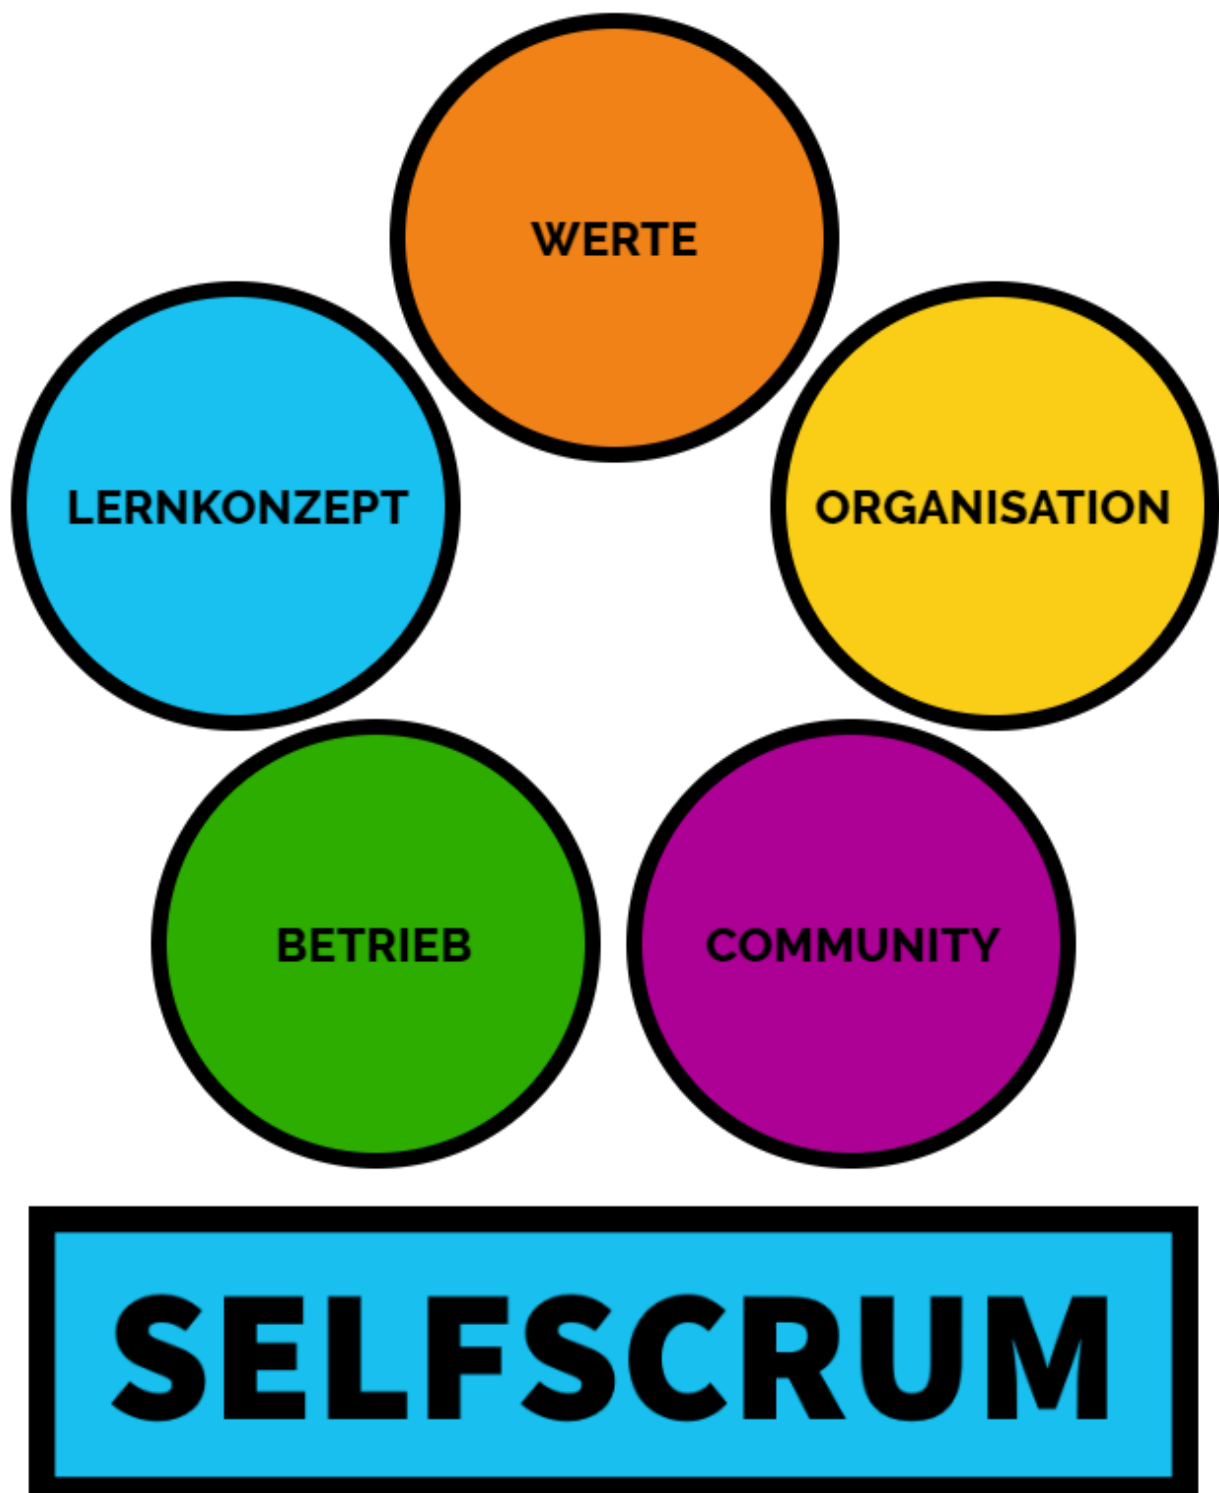 WERTE
LERNKONZEPT
ORGANISATION
BETRIEB
COMMUNITY
SELFSCRUM